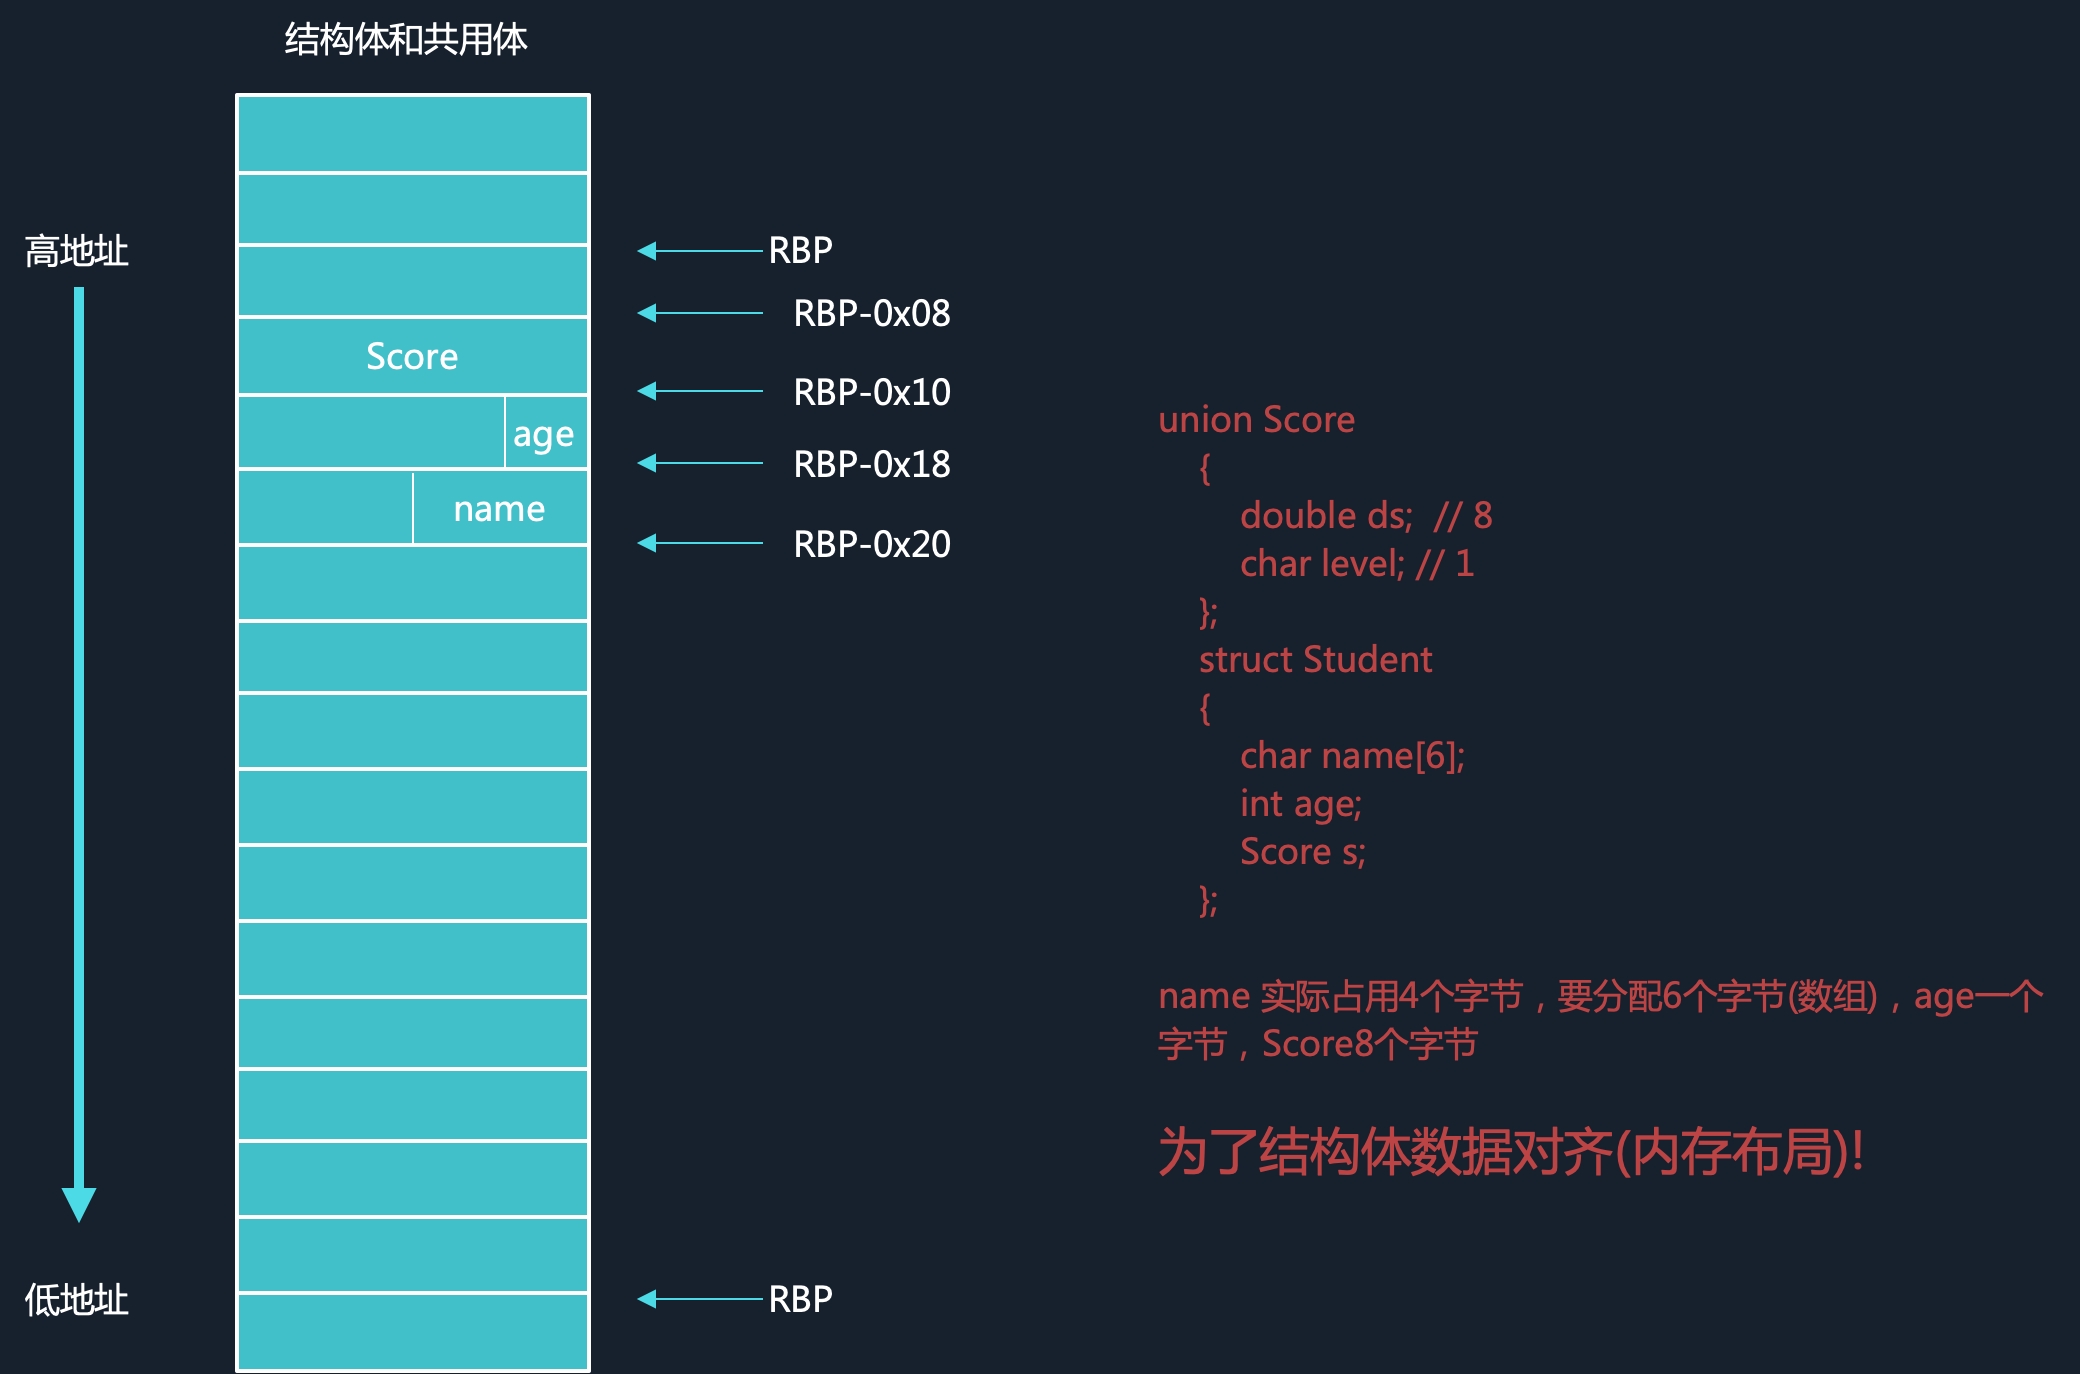 结构体和共用体
高地址
RBP
RBP-0x08
Score
RBP-0x10
age
RBP-0x18
name
RBP-0x20
低地址
RBP
union Score
{
double ds;  // 8
char level; // 1
};
struct Student
{
char name[6];
int age;
Score s;
};
name 实际占用4个字节，要分配6个字节(数组)，age一个
字节，Score8个字节
为了结构体数据对齐(内存布局)!